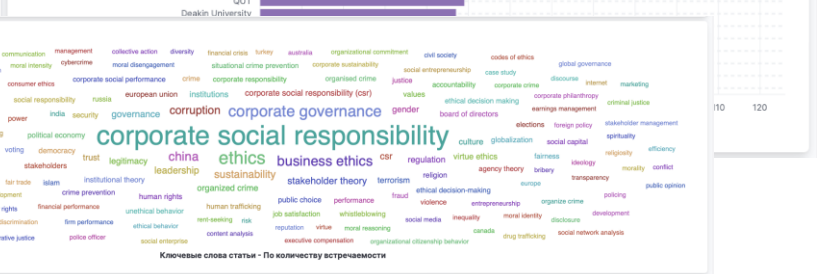 QUT
Deakin University
110 120
communication management collective action diversity financial crisis turkey australia organizational commitment civil society codes of ethics
moral intensity cybercrime moral disengagement situational crime prevention corporate sustainability social entrepreneurship case study global governance
consumer ethics corporate social performance crime corporate responsibility organised crime justice accountability corporate crime discourse internet marketing
social responsibility russia european union institutions corporate social responsibility (csr) values ethical decision making corporate philanthropy criminal justice
power india security governance corruption corporate governance gender board of directors earnings management
political economy corporate social responsibility culture globalization elections foreign policy social capital stakeholder management spirituality
voting democracy trust legitimacy china ethics business ethics csr regulation virtue ethics fairness ideology religiosity efficiency
stakeholders leadership sustainability stakeholder theory terrorism religion agency theory bribery transparency morality conflict
fair trade islam institutional theory organized crime ethical decision-making europe public opinion
crime prevention human rights public choice performance fraud violence entrepreneurship organize crime policing
rights financial performance unethical behavior human trafficking job satisfaction whistleblowing social media inequality moral identity disclosure development
firm performance ethical behavior rent-seeking risk reputation virtue moral reasoning canada social network analysis
police officer social enterprise content analysis executive compensation organizational citizenship behavior drug trafficking
Ключевые слова статьи - По количеству встречаемости